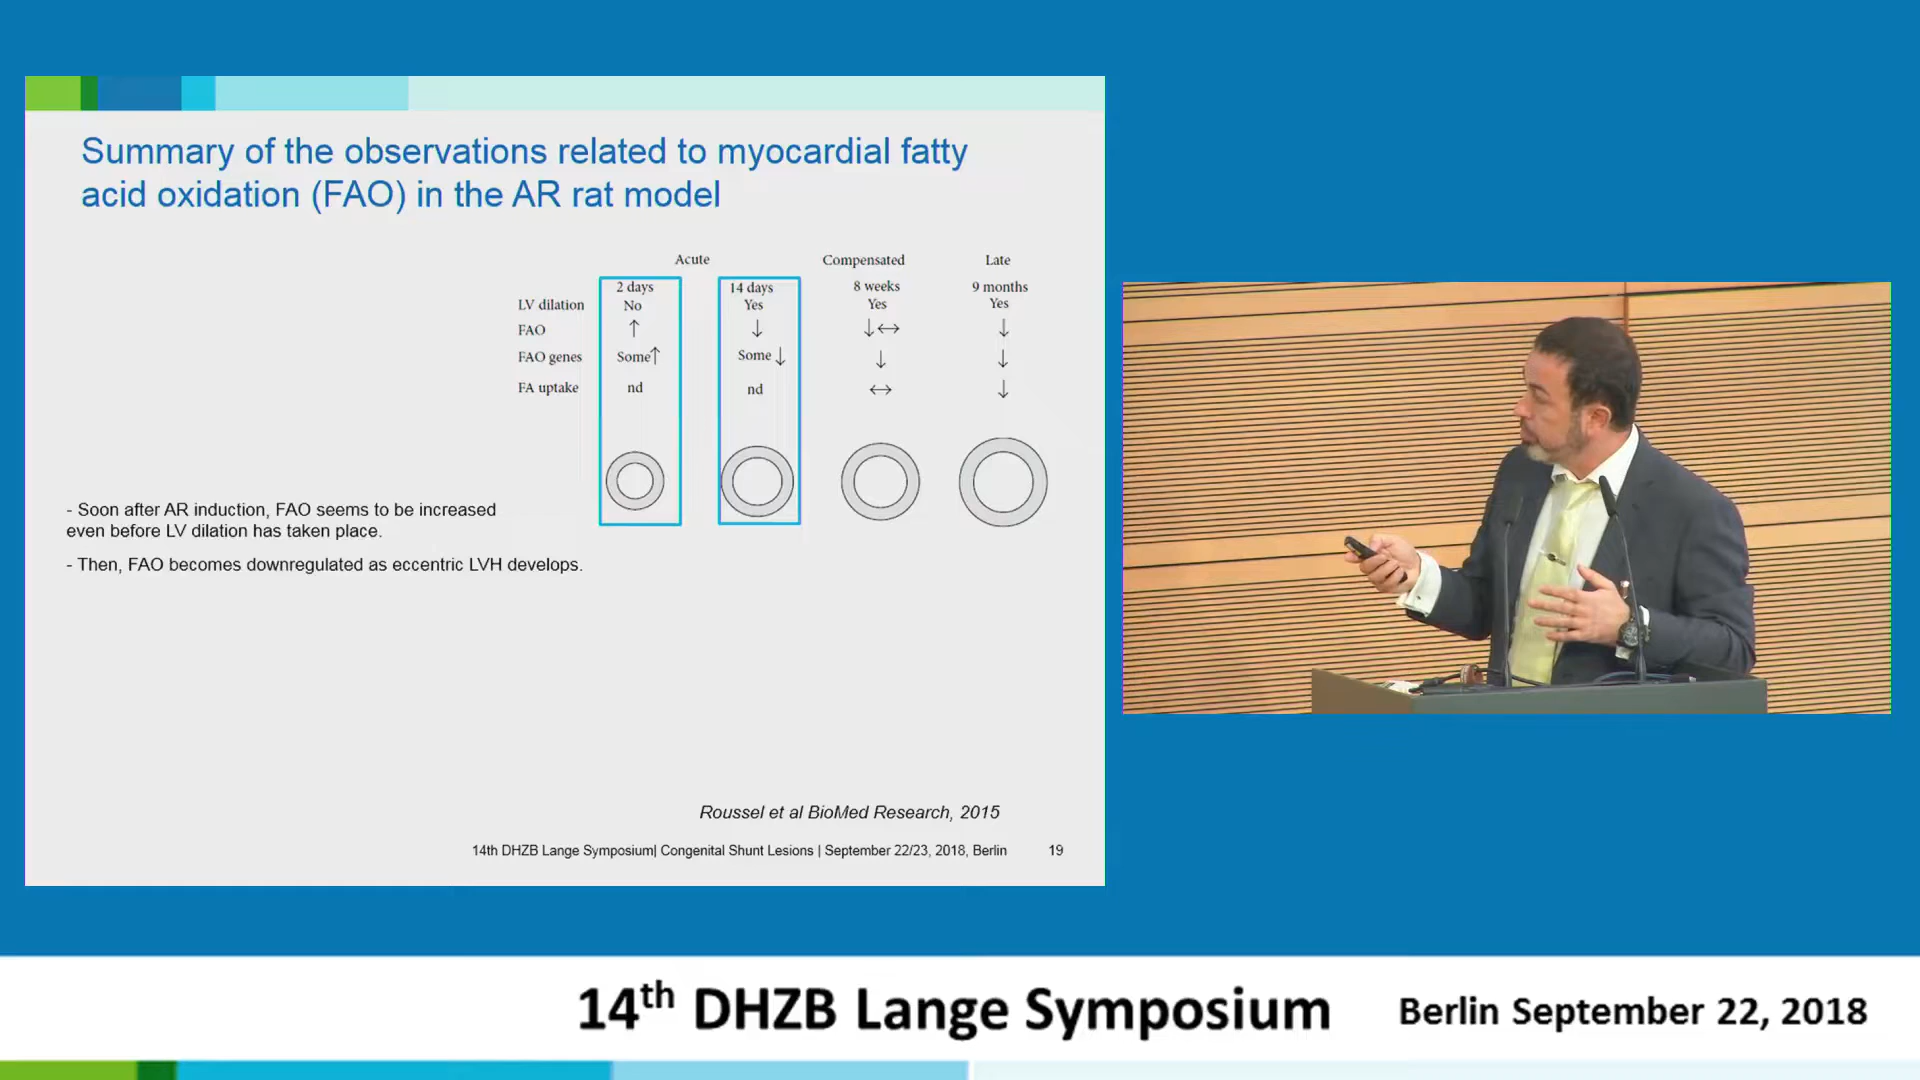 Summary of the observations related to myocardial fatty
acid oxidation (FAO) in the AR rat model
Acute Compensated Late
2 days 14 days 8 weeks 9 months
LV dilation No Yes Yes Yes
FAO ↑ ↓ ↓↔ ↓
FAO genes Some↑ Some↓ ↓ ↓
FA uptake nd nd ↔ ↓
- Soon after AR induction, FAO seems to be increased
even before LV dilation has taken place.
- Then, FAO becomes downregulated as eccentric LVH develops.
Roussel et al BioMed Research, 2015
14th DHZB Lange Symposium| Congenital Shunt Lesions | September 22/23, 2018, Berlin 19
14th DHZB Lange Symposium Berlin September 22, 2018